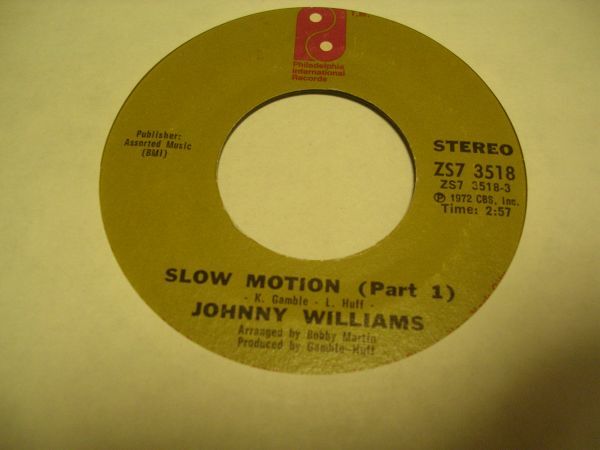 T.M.
Philadelphia
International
Records
Publisher:
Assorted Music
(BMI)
STEREO
ZS7 3518
ZS7 3518-3
Ⓟ 1972 CBS, Inc.
Time: 2:57
SLOW MOTION (Part 1)
- K. Gamble - L. Huff -
JOHNNY WILLIAMS
Arranged by Bobby Martin
Produced by Gamble-Huff